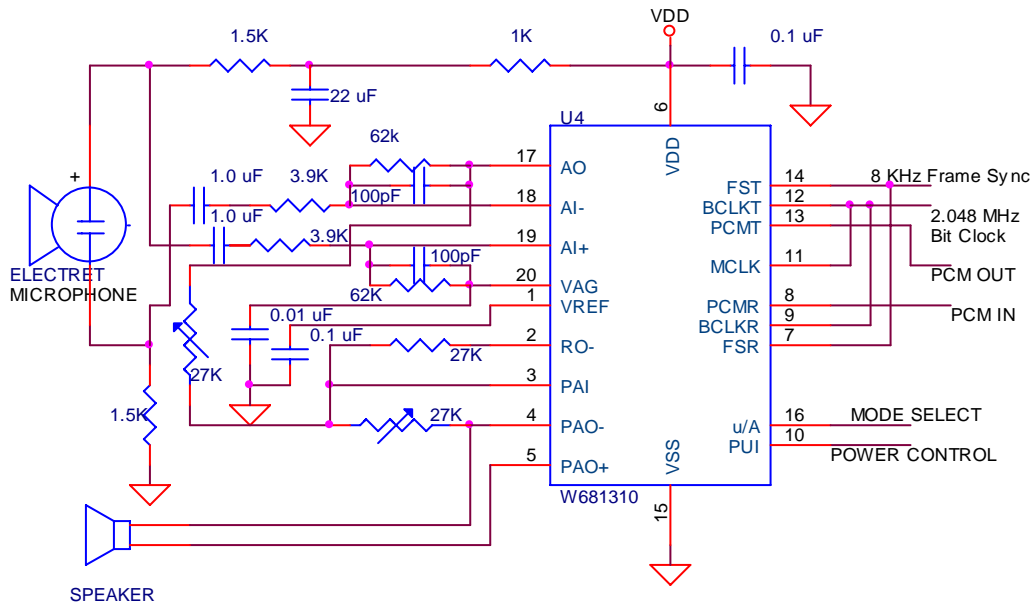 VDD
1.5K
1K
0.1 uF
22 uF
6
U4
62k
17
AO
VDD
14
FST
8 KHz Frame Sync
1.0 uF
3.9K
100pF
18
AI-
12
BCLKT
+
1.0 uF
13
PCMT
2.048 MHz
Bit Clock
3.9K
19
AI+
-
100pF
11
MCLK
ELECTRET
MICROPHONE
62K
20
VAG
PCM OUT
0.01 uF
1
VREF
8
PCMR
PCM IN
0.1 uF
9
BCLKR
27K
2
RO-
27K
7
FSR
3
PAI
1.5K
27K
4
PAO-
16
u/A
MODE SELECT
10
PUI
POWER CONTROL
5
PAO+
VSS
W681310
15
SPEAKER